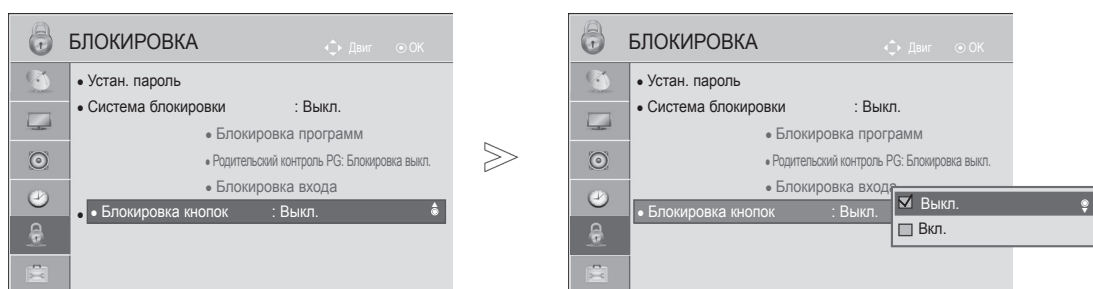 БЛОКИРОВКА
Двиг ОК
• Устан. пароль
• Система блокировки : Выкл.
• Блокировка программ
• Родительский контроль PG: Блокировка выкл.
• Блокировка входа
• • Блокировка кнопок : Выкл.
БЛОКИРОВКА
Двиг ОК
• Устан. пароль
• Система блокировки : Выкл.
• Блокировка программ
• Родительский контроль PG: Блокировка выкл.
• Блокировка входа
• Блокировка кнопок : Выкл.
Выкл.
Вкл.